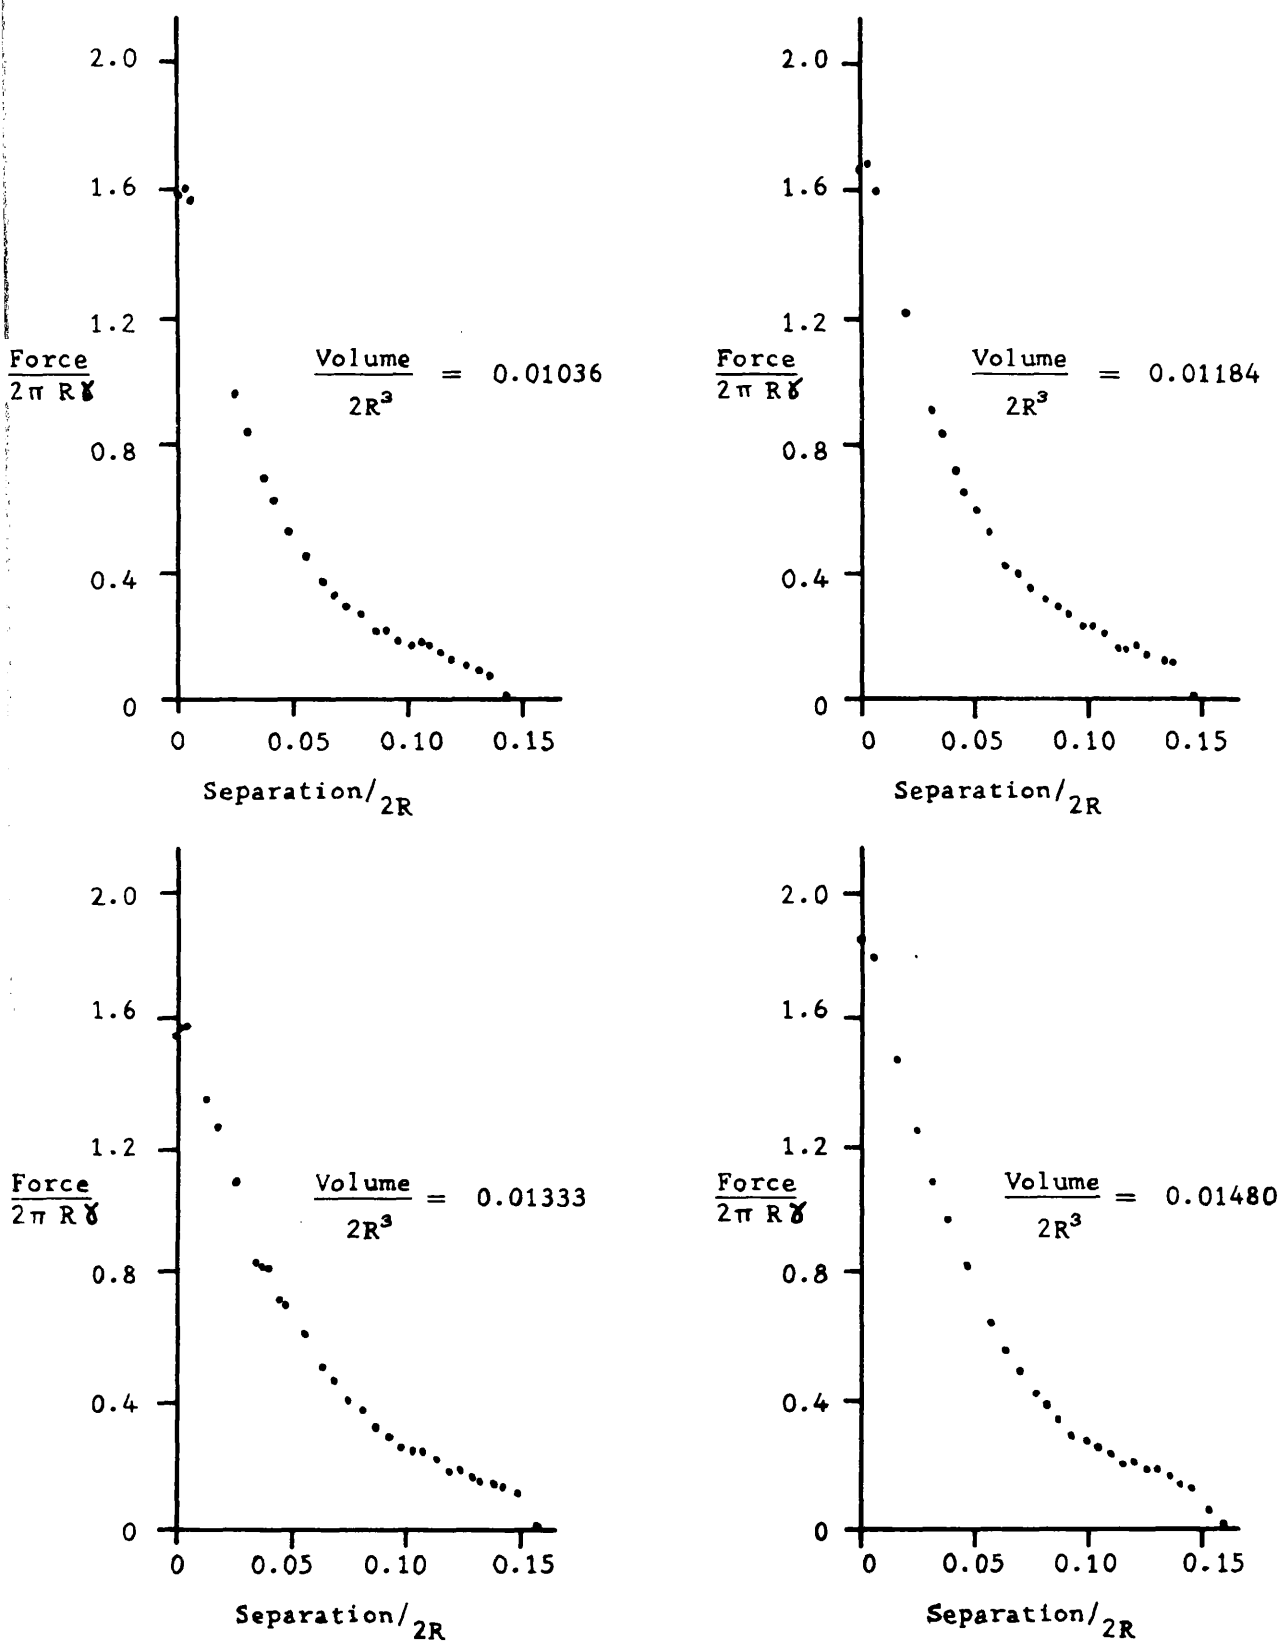 2.0
1.6
1.2
Force
2π Rγ
Volume
2R³
= 0.01036
0.8
0.4
0
0 0.05 0.10 0.15
Separation/2R
2.0
1.6
1.2
Force
2π Rγ
Volume
2R³
= 0.01184
0.8
0.4
0
0 0.05 0.10 0.15
Separation/2R
2.0
1.6
1.2
Force
2π Rγ
Volume
2R³
= 0.01333
0.8
0.4
0
0 0.05 0.10 0.15
Separation/2R
2.0
1.6
1.2
Force
2π Rγ
Volume
2R³
= 0.01480
0.8
0.4
0
0 0.05 0.10 0.15
Separation/2R